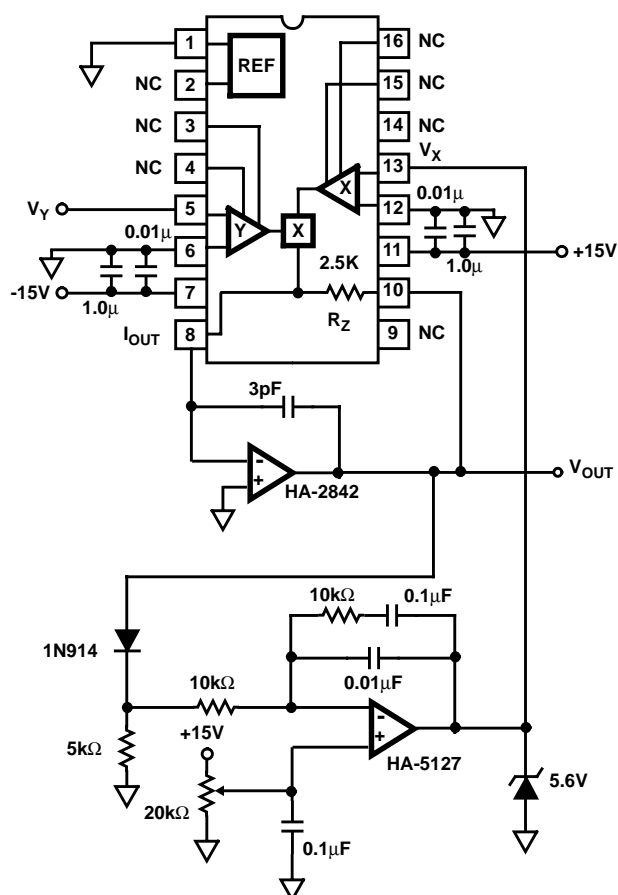 1
REF
16
NC
NC
2
15
NC
NC
3
14
NC
V_X
NC
4
13
X
0.01μ
V_Y
5
12
0.01μ
Y
X
6
11
+15V
2.5K
1.0μ
-15V
7
10
1.0μ
R_Z
I_OUT
8
9
NC
3pF
-
+
HA-2842
V_OUT
10kΩ
0.1μF
1N914
10kΩ
0.01μF
+15V
-
+
5kΩ
HA-5127
5.6V
20kΩ
0.1μF